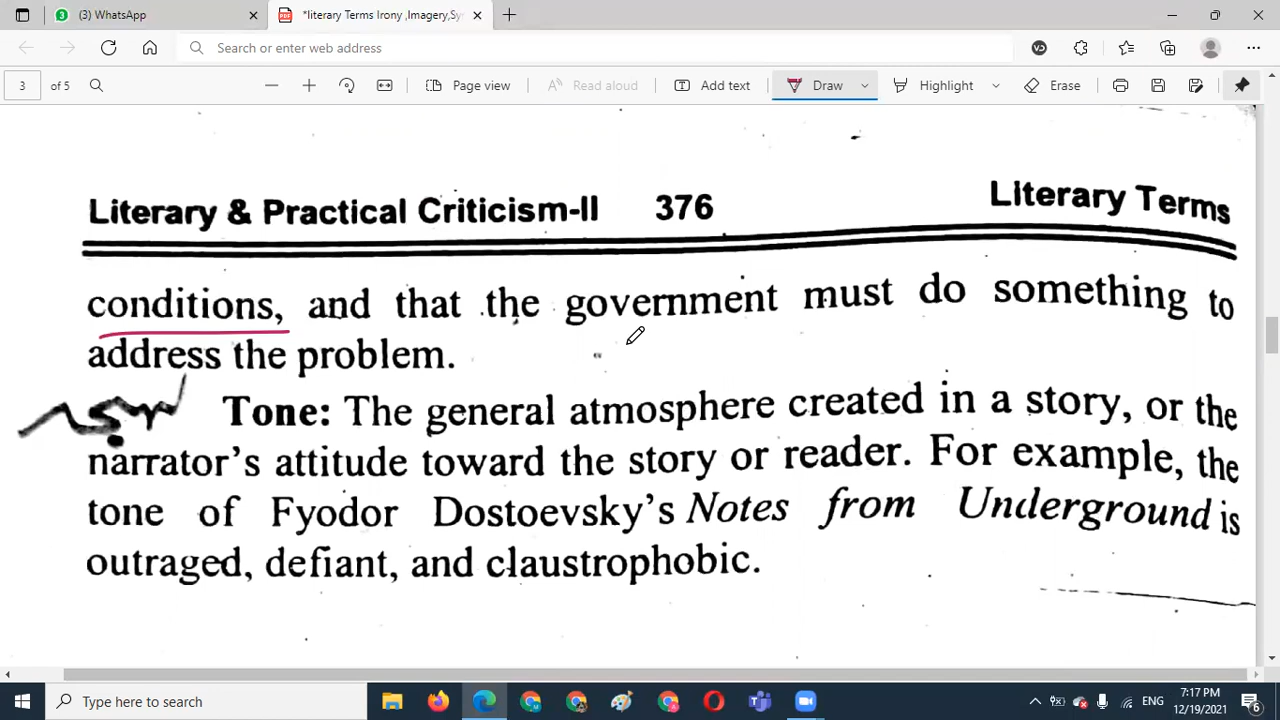 (3) WhatsApp
*literary Terms Irony ,Imagery,Sy
Search or enter web address
3 of 5
Page view
Read aloud
Add text
Draw
Highlight
Erase
Literary & Practical Criticism-II 376 Literary Terms
conditions, and that the government must do something to
address the problem.
Tone: The general atmosphere created in a story, or the
narrator's attitude toward the story or reader. For example, the
tone of Fyodor Dostoevsky's Notes from Underground is
outraged, defiant, and claustrophobic.
Type here to search
ENG
7:17 PM
12/19/2021
6